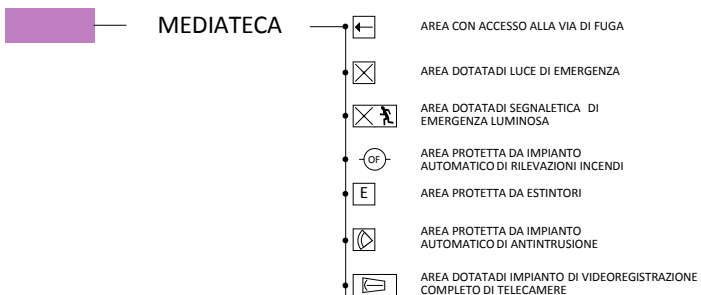 MEDIATECA
AREA CON ACCESSO ALLA VIA DI FUGA
AREA DOTATADI LUCE DI EMERGENZA
AREA DOTATADI SEGNALETICA DI
EMERGENZA LUMINOSA
OF
AREA PROTETTA DA IMPIANTO
AUTOMATICO DI RILEVAZIONI INCENDI
E
AREA PROTETTA DA ESTINTORI
AREA PROTETTA DA IMPIANTO
AUTOMATICO DI ANTINTRUSIONE
AREA DOTATADI IMPIANTO DI VIDEOREGISTRAZIONE
COMPLETO DI TELECAMERE